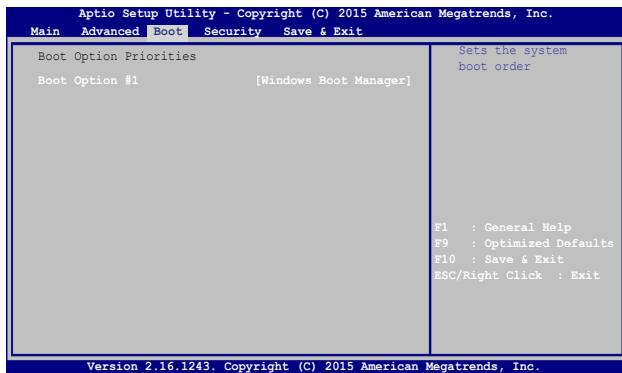 Aptio Setup Utility - Copyright (C) 2015 American Megatrends, Inc.
Main Advanced Boot Security Save & Exit
Boot Option Priorities
Boot Option #1 [Windows Boot Manager]
Sets the system
boot order
F1 : General Help
F9 : Optimized Defaults
F10 : Save & Exit
ESC/Right Click : Exit
Version 2.16.1243. Copyright (C) 2015 American Megatrends, Inc.